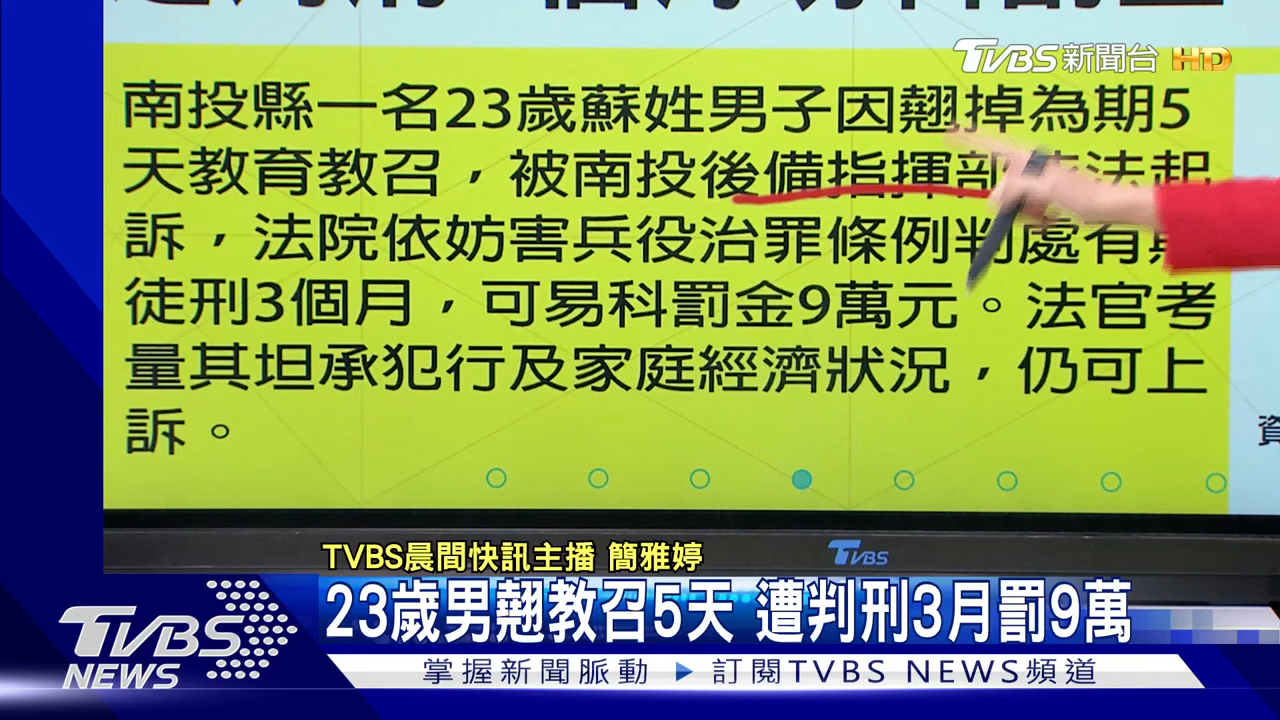 TVBS新聞台 HD
南投縣一名23歲蘇姓男子因翹掉為期5
天教育教召，被南投後備指揮部 法起
訴，法院依妨害兵役治罪條例判處有
徒刑3個月，可易科罰金9萬元。法官考
量其坦承犯行及家庭經濟狀況，仍可上
訴。
資
TVBS
TVBS晨間快訊主播 簡雅婷
23歲男翹教召5天 遭判刑3月罰9萬
TVBS NEWS
掌握新聞脈動 ▶ 訂閱TVBS NEWS頻道